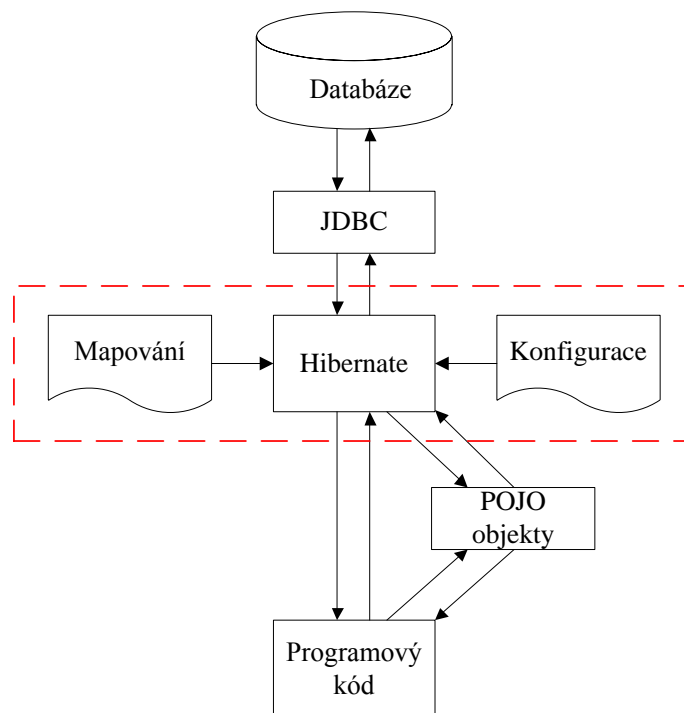 Databáze
JDBC
Mapování
Hibernate
Konfigurace
POJO
objekty
Programový
kód